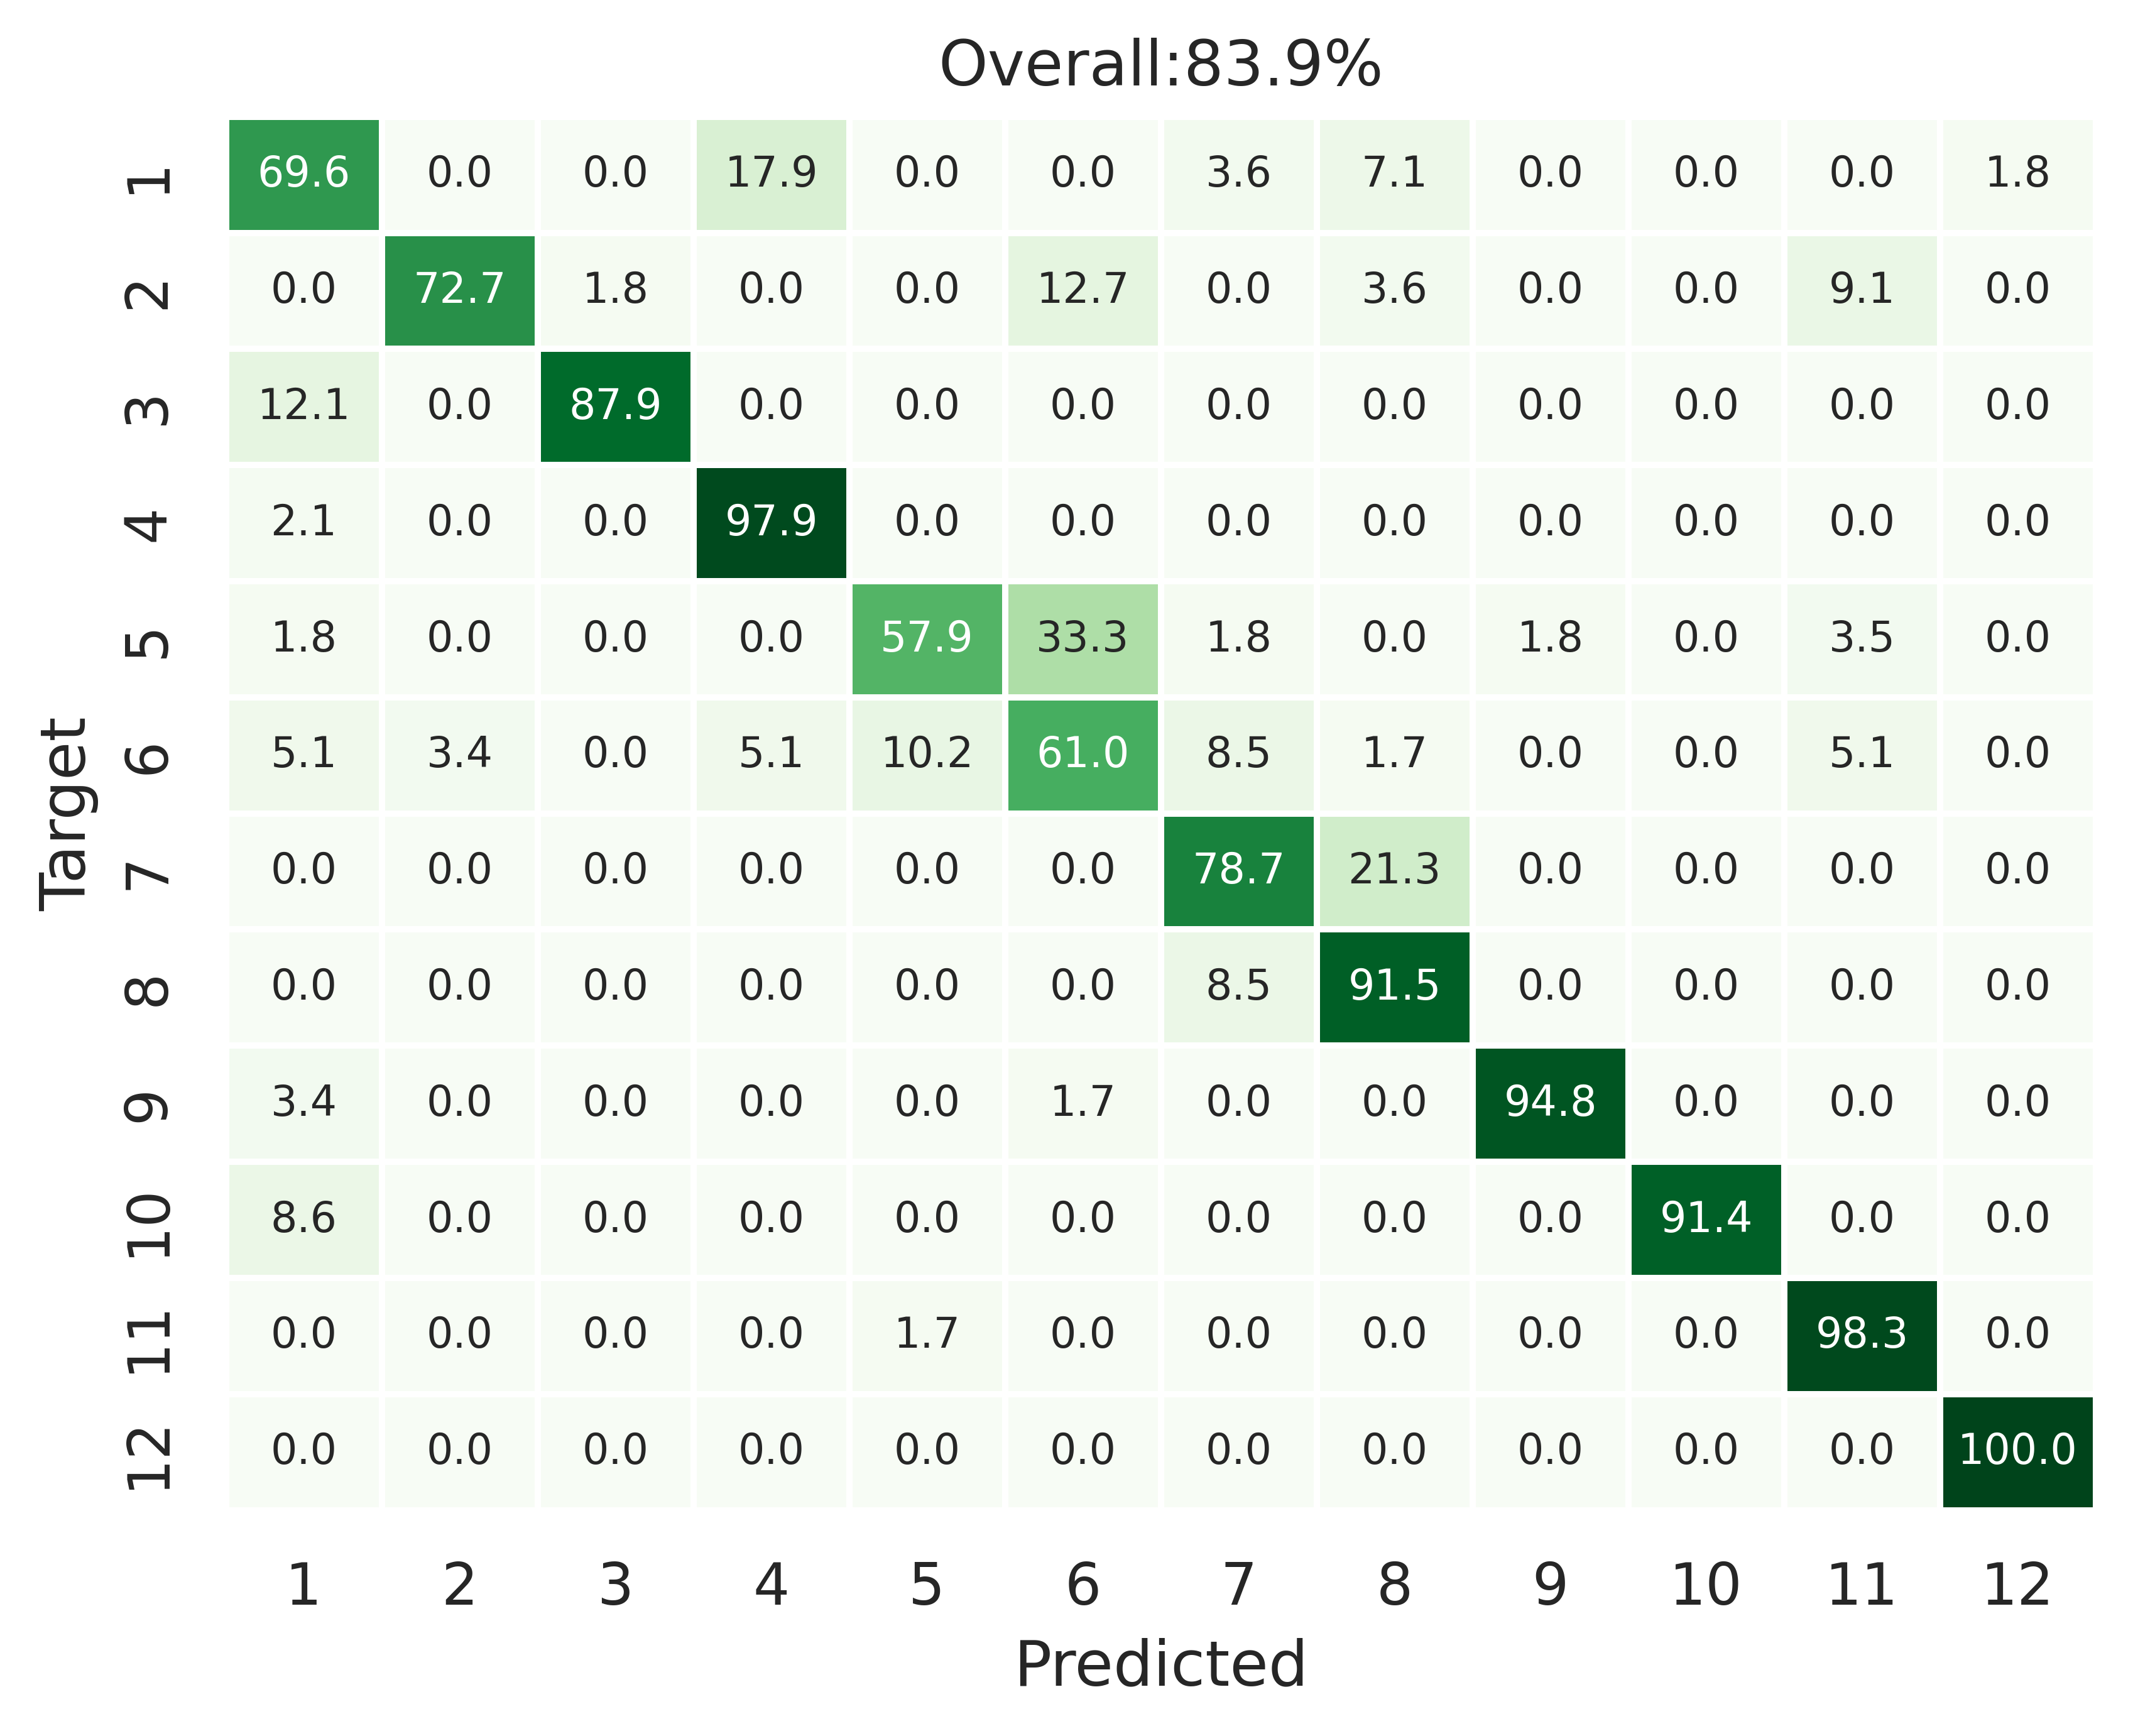 Overall:83.9%
1 69.6 0.0 0.0 17.9 0.0 0.0 3.6 7.1 0.0 0.0 0.0 1.8
2 0.0 72.7 1.8 0.0 0.0 12.7 0.0 3.6 0.0 0.0 9.1 0.0
3 12.1 0.0 87.9 0.0 0.0 0.0 0.0 0.0 0.0 0.0 0.0 0.0
4 2.1 0.0 0.0 97.9 0.0 0.0 0.0 0.0 0.0 0.0 0.0 0.0
5 1.8 0.0 0.0 0.0 57.9 33.3 1.8 0.0 1.8 0.0 3.5 0.0
6 5.1 3.4 0.0 5.1 10.2 61.0 8.5 1.7 0.0 0.0 5.1 0.0
7 0.0 0.0 0.0 0.0 0.0 0.0 78.7 21.3 0.0 0.0 0.0 0.0
8 0.0 0.0 0.0 0.0 0.0 0.0 8.5 91.5 0.0 0.0 0.0 0.0
9 3.4 0.0 0.0 0.0 0.0 1.7 0.0 0.0 94.8 0.0 0.0 0.0
10 8.6 0.0 0.0 0.0 0.0 0.0 0.0 0.0 0.0 91.4 0.0 0.0
11 0.0 0.0 0.0 0.0 1.7 0.0 0.0 0.0 0.0 0.0 98.3 0.0
12 0.0 0.0 0.0 0.0 0.0 0.0 0.0 0.0 0.0 0.0 0.0 100.0
Target
1 2 3 4 5 6 7 8 9 10 11 12
Predicted